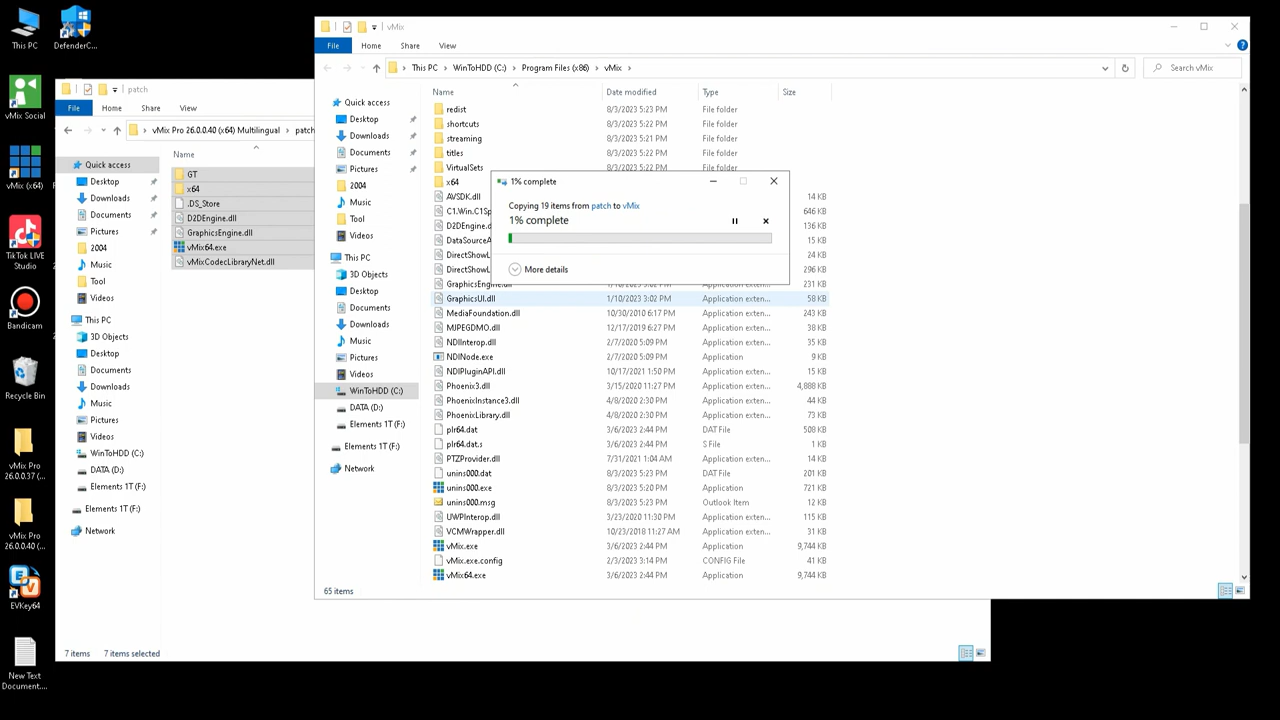 This PC
DefenderC...
vMix Social
vMix (x64)
TikTok LIVE
Studio
Bandicam
Recycle Bin
vMix Pro
26.0.0.37 (...
vMix Pro
26.0.0.40 (...
EVKey64
New Text
Document....
patch
File
Home
Share
View
vMix Pro 26.0.0.40 (x64) Multilingual
patch
Quick access
Desktop
Downloads
Documents
Pictures
2004
Music
Tool
Videos
This PC
3D Objects
Desktop
Documents
Downloads
Music
Pictures
Videos
WinToHDD (C:)
DATA (D:)
Elements 1T (F:)
Elements 1T (F:)
Network
Name
GT
x64
.DS_Store
D2DEngine.dll
GraphicsEngine.dll
vMix64.exe
vMixCodecLibraryNet.dll
7 items
7 items selected
vMix
File
Home
Share
View
This PC
WinToHDD (C:)
Program Files (x86)
vMix
Search vMix
Quick access
Desktop
Downloads
Documents
Pictures
2004
Music
Tool
Videos
This PC
3D Objects
Desktop
Documents
Downloads
Music
Pictures
Videos
WinToHDD (C:)
DATA (D:)
Elements 1T (F:)
Elements 1T (F:)
Network
Name Date modified Type Size
redist 8/3/2023 5:23 PM File folder
shortcuts 8/3/2023 5:22 PM File folder
streaming 8/3/2023 5:21 PM File folder
titles 8/3/2023 5:22 PM File folder
VirtualSets 8/3/2023 5:22 PM File folder
x64
AVSDK.dll 14 KB
C1.Win.C1Sp 646 KB
D2DEngine.d 136 KB
DataSourceA 15 KB
DirectShowL 24 KB
DirectShowL 296 KB
GraphicsEngine.dll 1/10/2023 3:02 PM Application exten... 231 KB
GraphicsUI.dll 1/10/2023 3:02 PM Application exten... 58 KB
MediaFoundation.dll 10/30/2010 6:17 PM Application exten... 243 KB
MJPEGDMO.dll 12/17/2019 6:27 PM Application exten... 38 KB
NDIInterop.dll 2/7/2020 5:09 PM Application exten... 35 KB
NDINode.exe 2/7/2020 5:09 PM Application 9 KB
NDIPluginAPI.dll 10/17/2021 1:50 PM Application exten... 15 KB
Phoenix3.dll 3/15/2020 11:27 PM Application exten... 4,888 KB
PhoenixInstance3.dll 4/8/2020 2:30 PM Application exten... 44 KB
PhoenixLibrary.dll 4/8/2020 2:30 PM Application exten... 73 KB
plr64.dat 3/6/2023 2:44 PM DAT File 508 KB
plr64.dat.s 3/6/2023 2:44 PM S File 1 KB
PTZProvider.dll 7/31/2021 1:04 AM Application exten... 14 KB
unins000.dat 8/3/2023 5:23 PM DAT File 201 KB
unins000.exe 8/3/2023 5:20 PM Application 721 KB
unins000.msg 8/3/2023 5:23 PM Outlook Item 12 KB
UWPInterop.dll 3/23/2020 11:30 PM Application exten... 115 KB
VCMWrapper.dll 10/23/2018 11:27 AM Application exten... 31 KB
vMix.exe 3/6/2023 2:44 PM Application 9,744 KB
vMix.exe.config 2/3/2023 3:14 PM CONFIG File 41 KB
vMix64.exe 3/6/2023 2:44 PM Application 9,744 KB
65 items
1% complete
Copying 19 items from patch to vMix
1% complete
More details